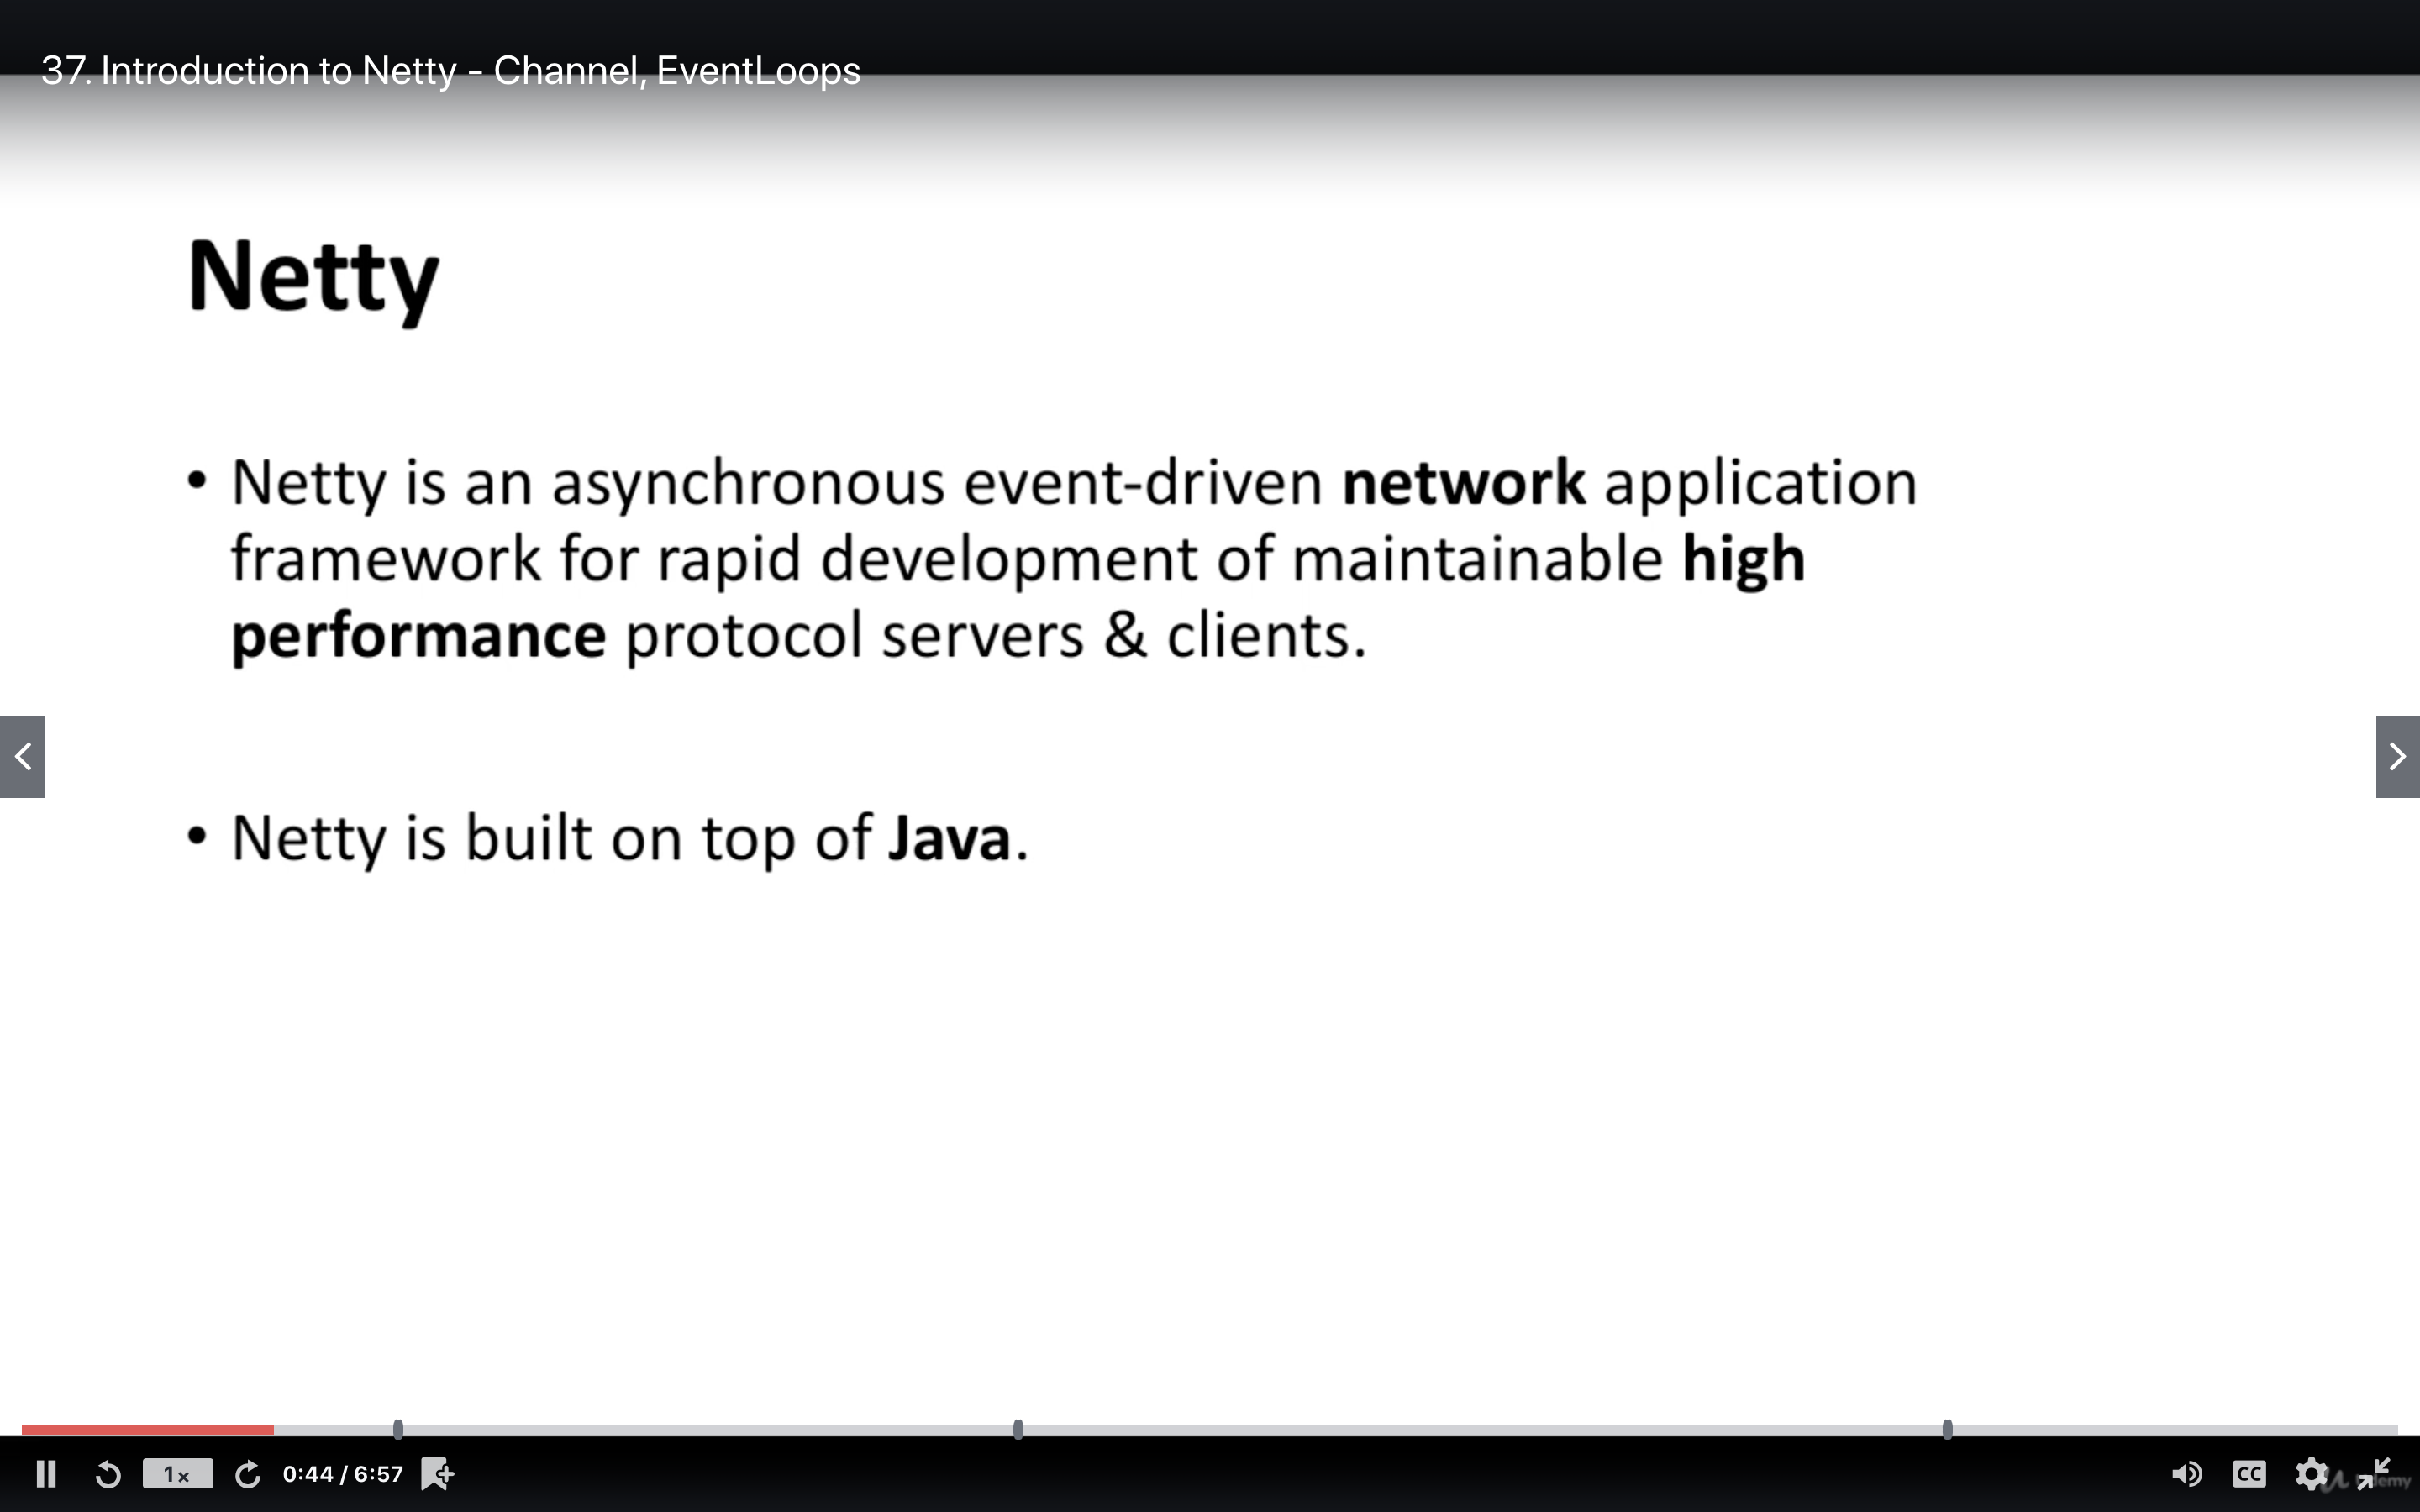 37. Introduction to Netty - Channel, EventLoops
Netty
• Netty is an asynchronous event-driven network application
framework for rapid development of maintainable high
performance protocol servers & clients.
• Netty is built on top of Java.
1x
0:44 / 6:57
CC